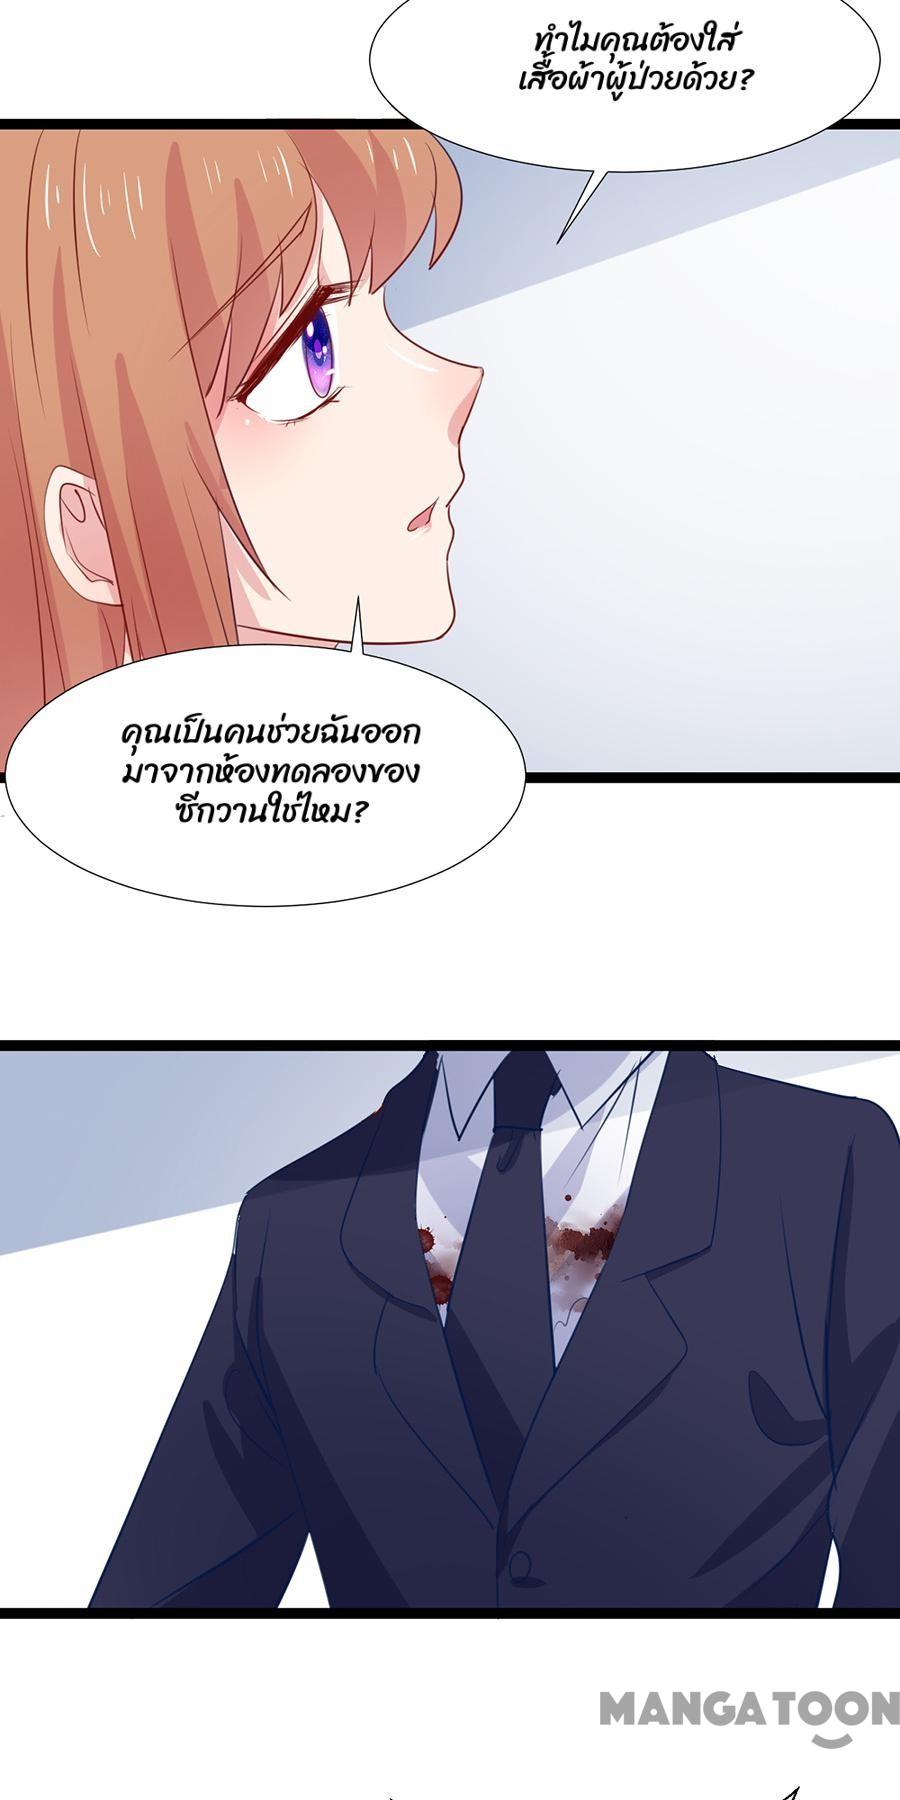 ทำไมคุณต้องใส่
เสื้อผ้าผู้ป่วยด้วย?
คุณเป็นคนช่วยฉันออก
มาจากห้องทดลองของ
ซีกวานใช่ไหม?
MANGATOON